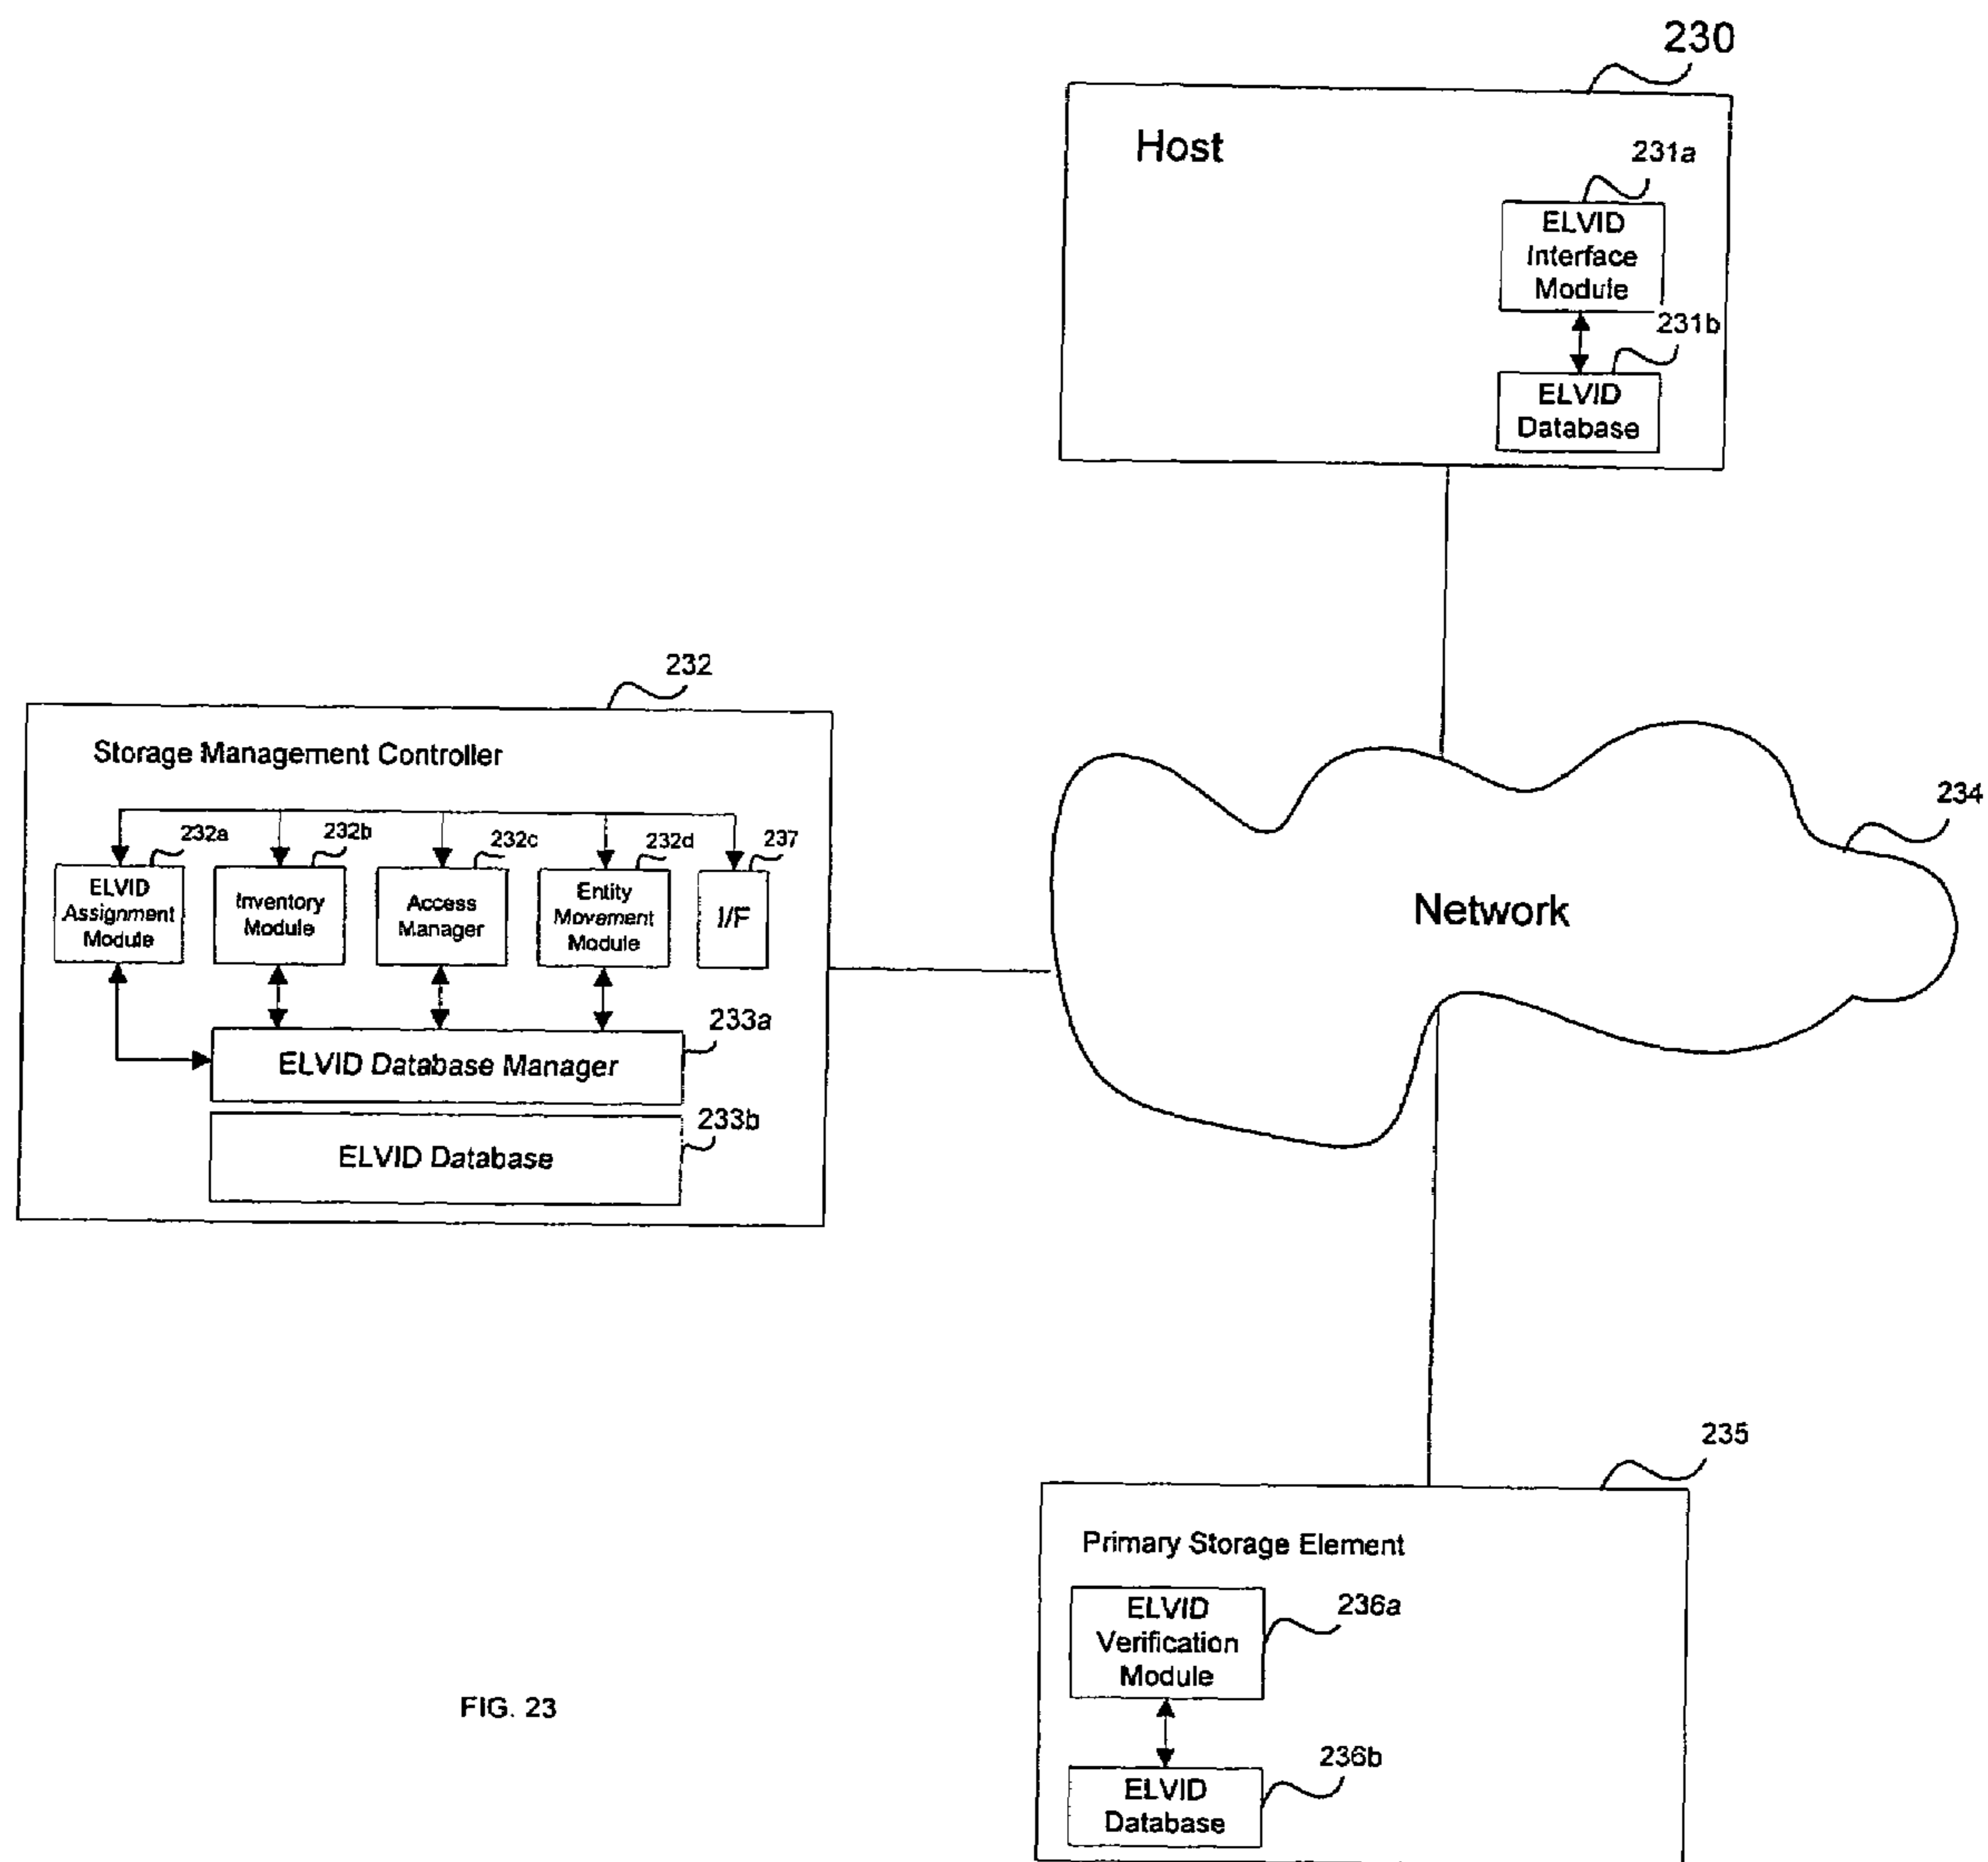 230
Host
231a
ELVID
Interface
Module
231b
ELVID
Database
232
Storage Management Controller
232a
232b
232c
232d
237
ELVID
Assignment
Module
Inventory
Module
Access
Manager
Entity
Movement
Module
I/F
233a
ELVID Database Manager
233b
ELVID Database
234
Network
235
Primary Storage Element
236a
ELVID
Verification
Module
236b
ELVID
Database
FIG. 23